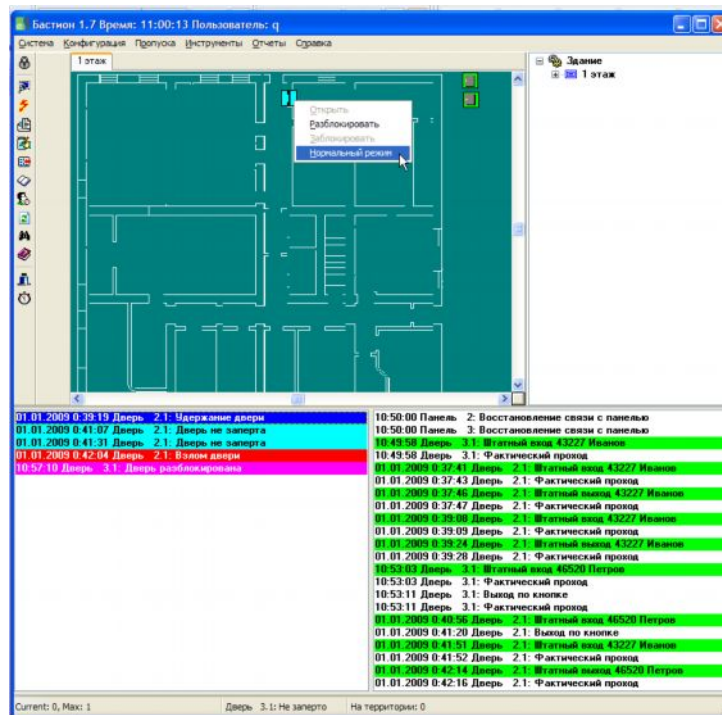 Бастион 1.7 Время: 11:00:13 Пользователь: q
Система Конфигурация Пропуска Инструменты Отчеты Справка
1 этаж
Открыть
Разблокировать
Заблокировать
Нормальный режим
Здание
1 этаж
01.01.2009 0:39:19 Дверь 2.1: Удержание двери
01.01.2009 0:41:07 Дверь 2.1: Дверь не заперта
01.01.2009 0:41:31 Дверь 2.1: Дверь не заперта
01.01.2009 0:42:04 Дверь 2.1: Взлом двери
10:57:10 Дверь 3.1: Дверь разблокирована
10:50:00 Панель 2: Восстановление связи с панелью
10:50:00 Панель 3: Восстановление связи с панелью
10:49:58 Дверь 3.1: Штатный вход 43227 Иванов
10:49:58 Дверь 3.1: Фактический проход
01.01.2009 0:37:41 Дверь 2.1: Штатный вход 43227 Иванов
01.01.2009 0:37:43 Дверь 2.1: Фактический проход
01.01.2009 0:37:46 Дверь 2.1: Штатный выход 43227 Иванов
01.01.2009 0:37:47 Дверь 2.1: Фактический проход
01.01.2009 0:39:08 Дверь 2.1: Штатный вход 43227 Иванов
01.01.2009 0:39:09 Дверь 2.1: Фактический проход
01.01.2009 0:39:24 Дверь 2.1: Штатный выход 43227 Иванов
01.01.2009 0:39:28 Дверь 2.1: Фактический проход
10:53:03 Дверь 3.1: Штатный вход 46520 Петров
10:53:03 Дверь 3.1: Фактический проход
10:53:11 Дверь 3.1: Выход по кнопке
10:53:11 Дверь 3.1: Фактический проход
01.01.2009 0:40:56 Дверь 2.1: Штатный вход 46520 Петров
01.01.2009 0:41:20 Дверь 2.1: Выход по кнопке
01.01.2009 0:41:51 Дверь 2.1: Штатный вход 43227 Иванов
01.01.2009 0:41:52 Дверь 2.1: Фактический проход
01.01.2009 0:42:14 Дверь 2.1: Штатный выход 46520 Петров
01.01.2009 0:42:16 Дверь 2.1: Фактический проход
Current: 0, Max: 1 Дверь 3.1: Не заперто На территории: 0